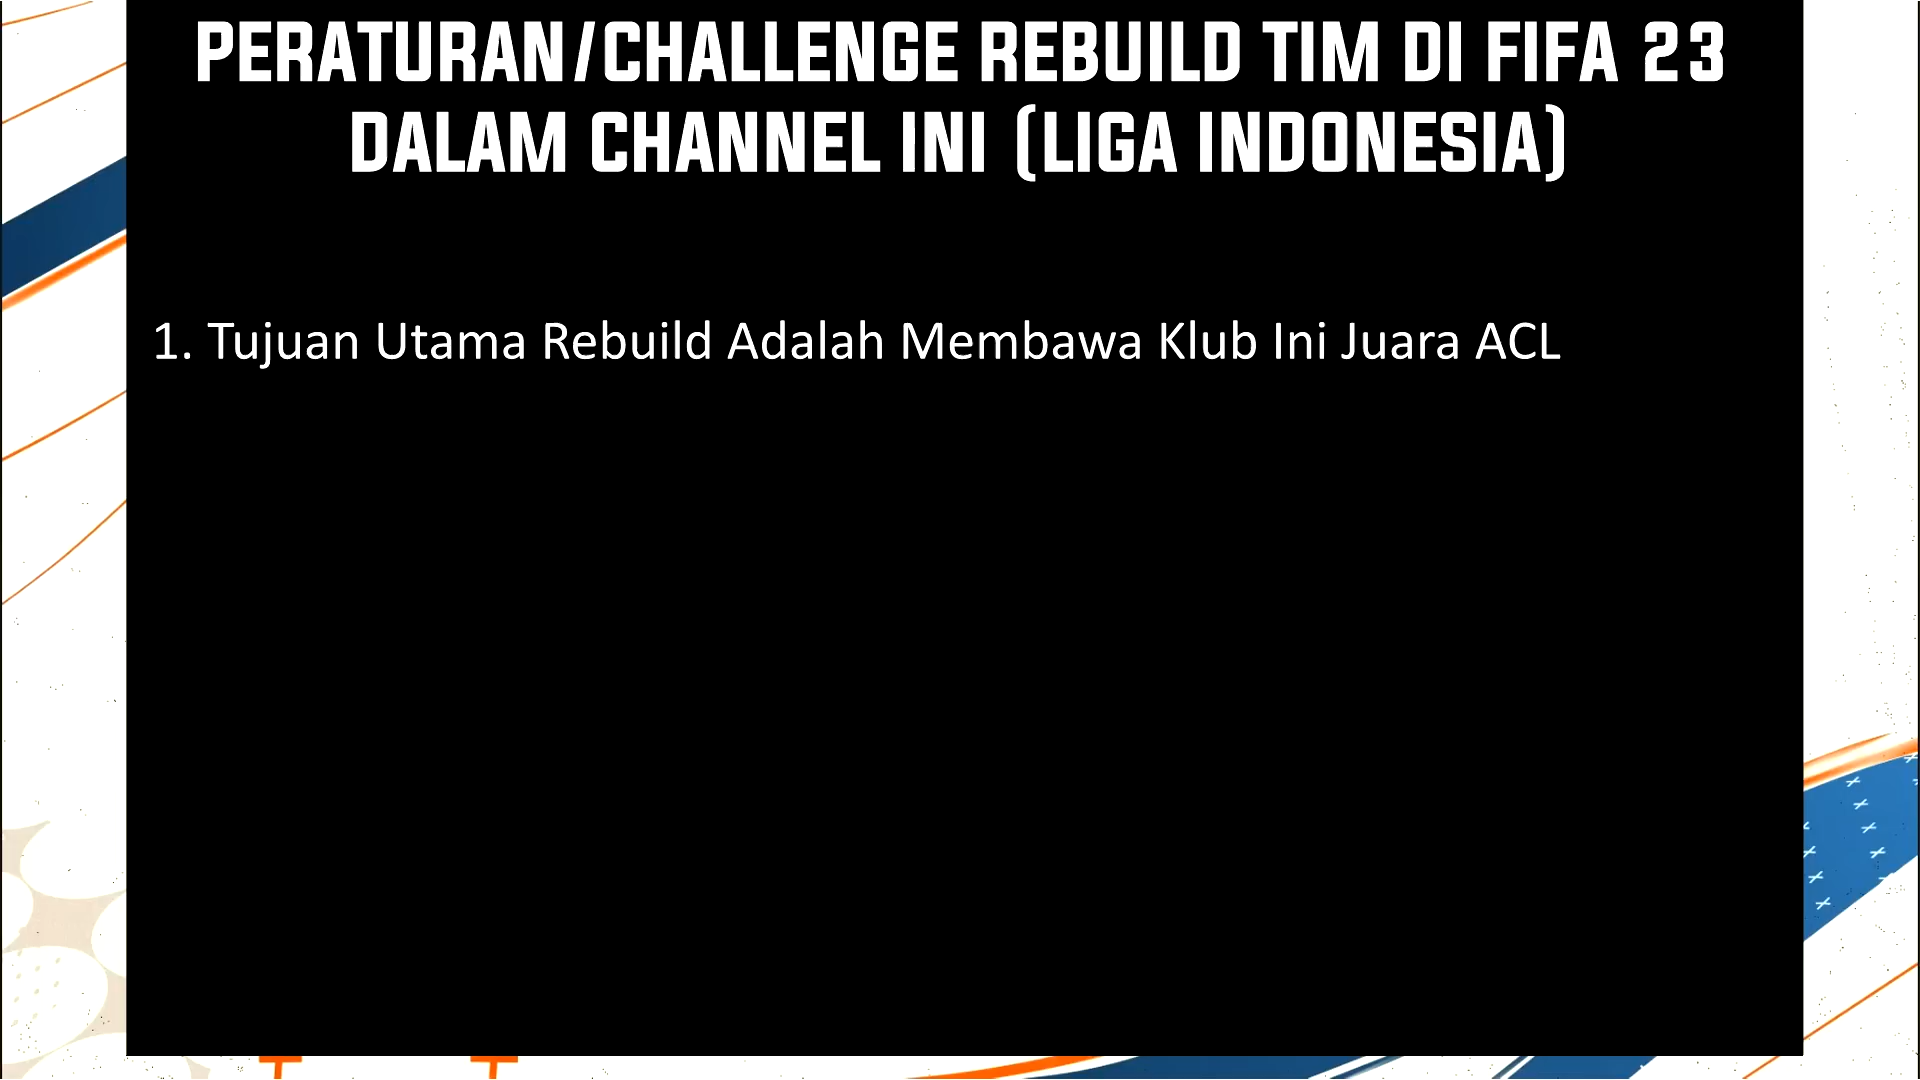 PERATURAN/CHALLENGE REBUILD TIM DI FIFA 23
DALAM CHANNEL INI (LIGA INDONESIA)
1. Tujuan Utama Rebuild Adalah Membawa Klub Ini Juara ACL